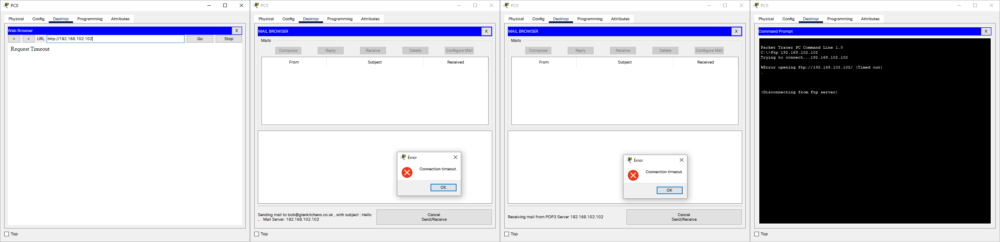 PC0
Physical Config Desktop Programming Attributes
Web Browser X
< > URL http://192.168.102.102 Go Stop
Request Timeout
Top
PC0
Physical Config Desktop Programming Attributes
MAIL BROWSER X
Mails
Compose Reply Receive Delete Configure Mail
From Subject Received
Error
Connection timeout.
OK
Sending mail to bob@glenkitchens.co.uk , with subject : Hello
.. Mail Server: 192.168.102.102
Cancel
Send/Receive
Top
PC0
Physical Config Desktop Programming Attributes
MAIL BROWSER X
Mails
Compose Reply Receive Delete Configure Mail
From Subject Received
Error
Connection timeout.
OK
Receiving mail from POP3 Server 192.168.102.102
Cancel
Send/Receive
Top
PC0
Physical Config Desktop Programming Attributes
Command Prompt X
Packet Tracer PC Command Line 1.0
C:\>ftp 192.168.102.102
Trying to connect...192.168.102.102
%Error opening ftp://192.168.102.102/ (Timed out)
.
(Disconnecting from ftp server)
Top